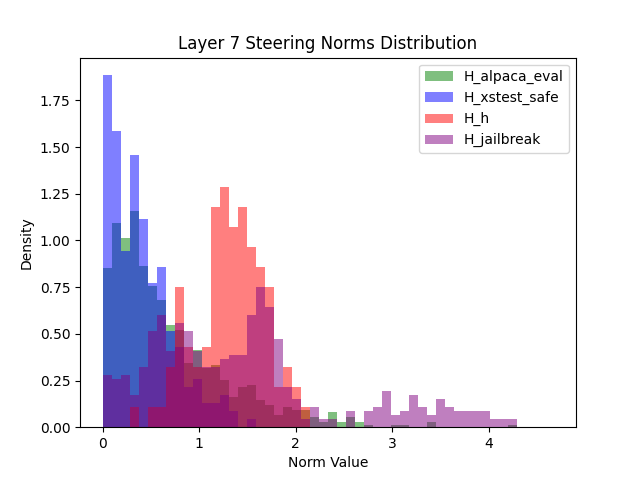 Layer 7 Steering Norms Distribution
H_alpaca_eval
H_xstest_safe
H_h
H_jailbreak
1.75
1.50
1.25
1.00
0.75
0.50
0.25
0.00
Density
0 1 2 3 4
Norm Value